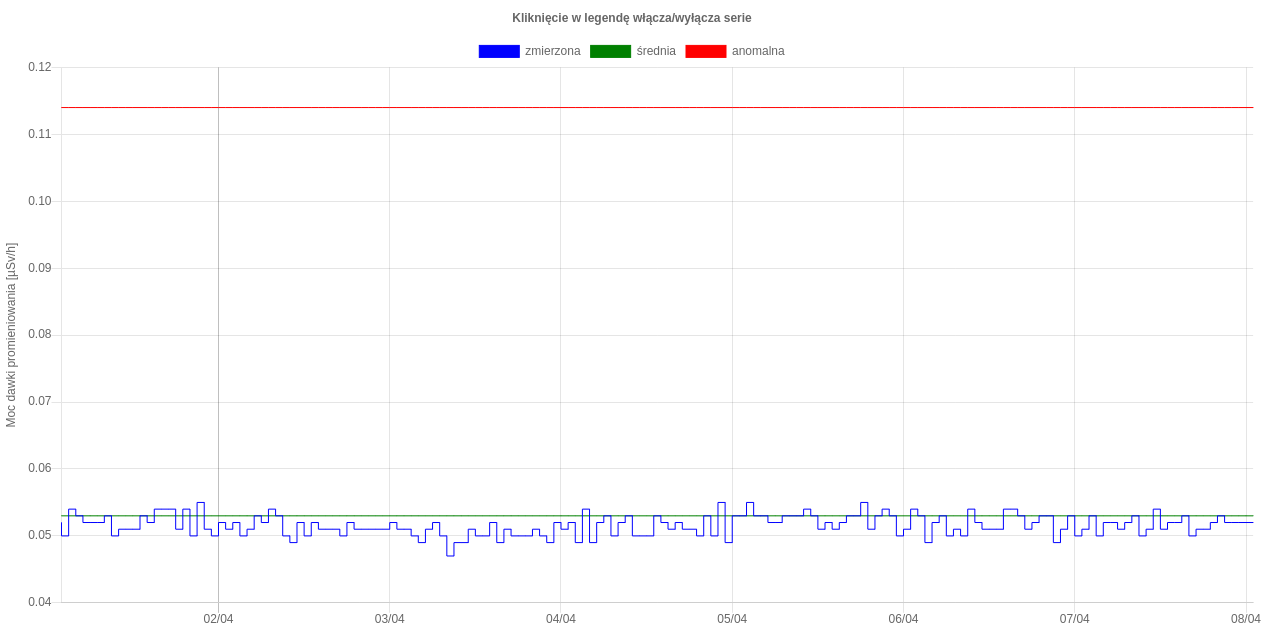 Kliknięcie w legendę włącza/wyłącza serie
zmierzona średnia anomalna
Moc dawki promieniowania [µSv/h]
0.12
0.11
0.10
0.09
0.08
0.07
0.06
0.05
0.04
02/04 03/04 04/04 05/04 06/04 07/04 08/04